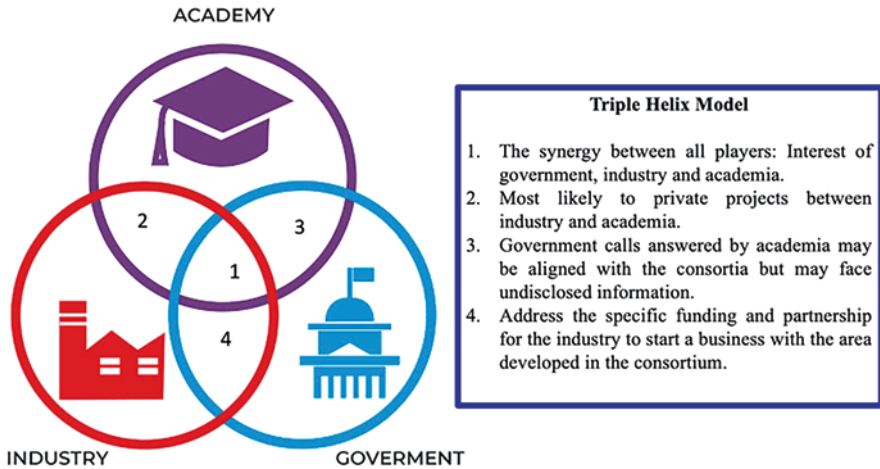 ACADEMY
2
3
1
4
INDUSTRY
GOVERMENT
Triple Helix Model
1. The synergy between all players: Interest of
government, industry and academia.
2. Most likely to private projects between
industry and academia.
3. Government calls answered by academia may
be aligned with the consortia but may face
undisclosed information.
4. Address the specific funding and partnership
for the industry to start a business with the area
developed in the consortium.